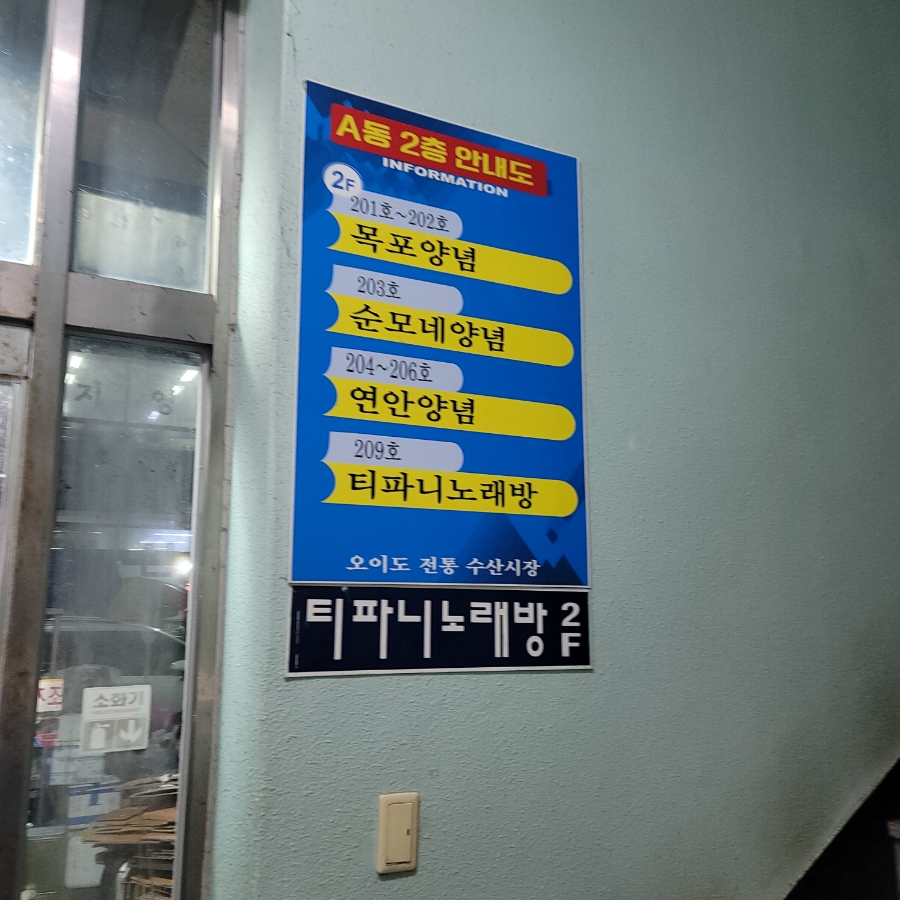 A동 2층 안내도
INFORMATION
2F
201호~202호
목포양념
203호
순모네양념
204~206호
연안양념
209호
티파니노래방
오이도 전통 수산시장
티파니노래방 2F
소화기